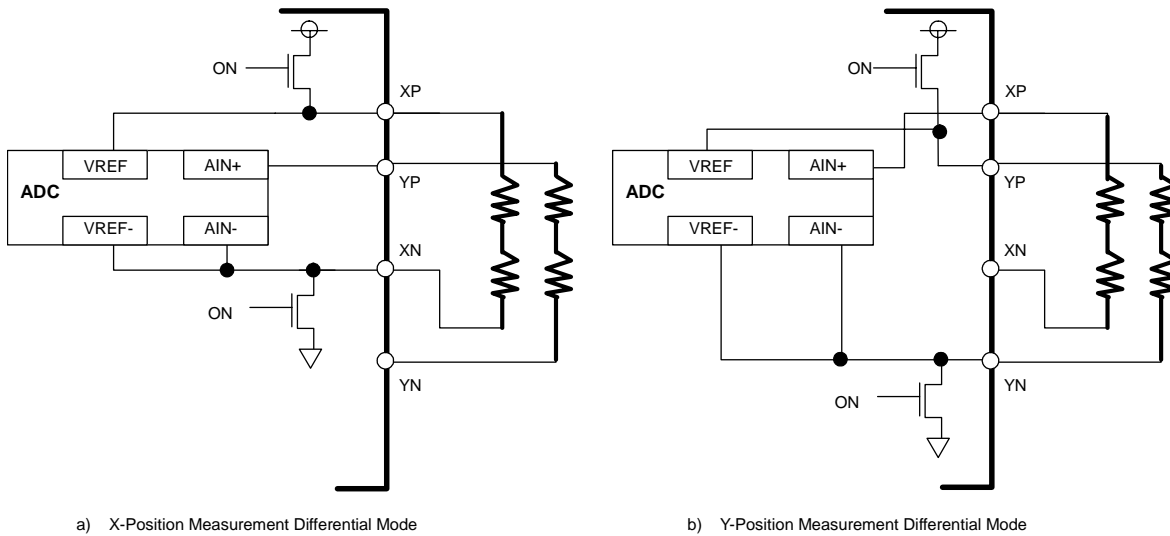 ON
XP
VREF
AIN+
ADC
YP
VREF-
AIN-
XN
ON
YN
a) X-Position Measurement Differential Mode
ON
XP
VREF
AIN+
ADC
YP
VREF-
AIN-
XN
ON
YN
b) Y-Position Measurement Differential Mode